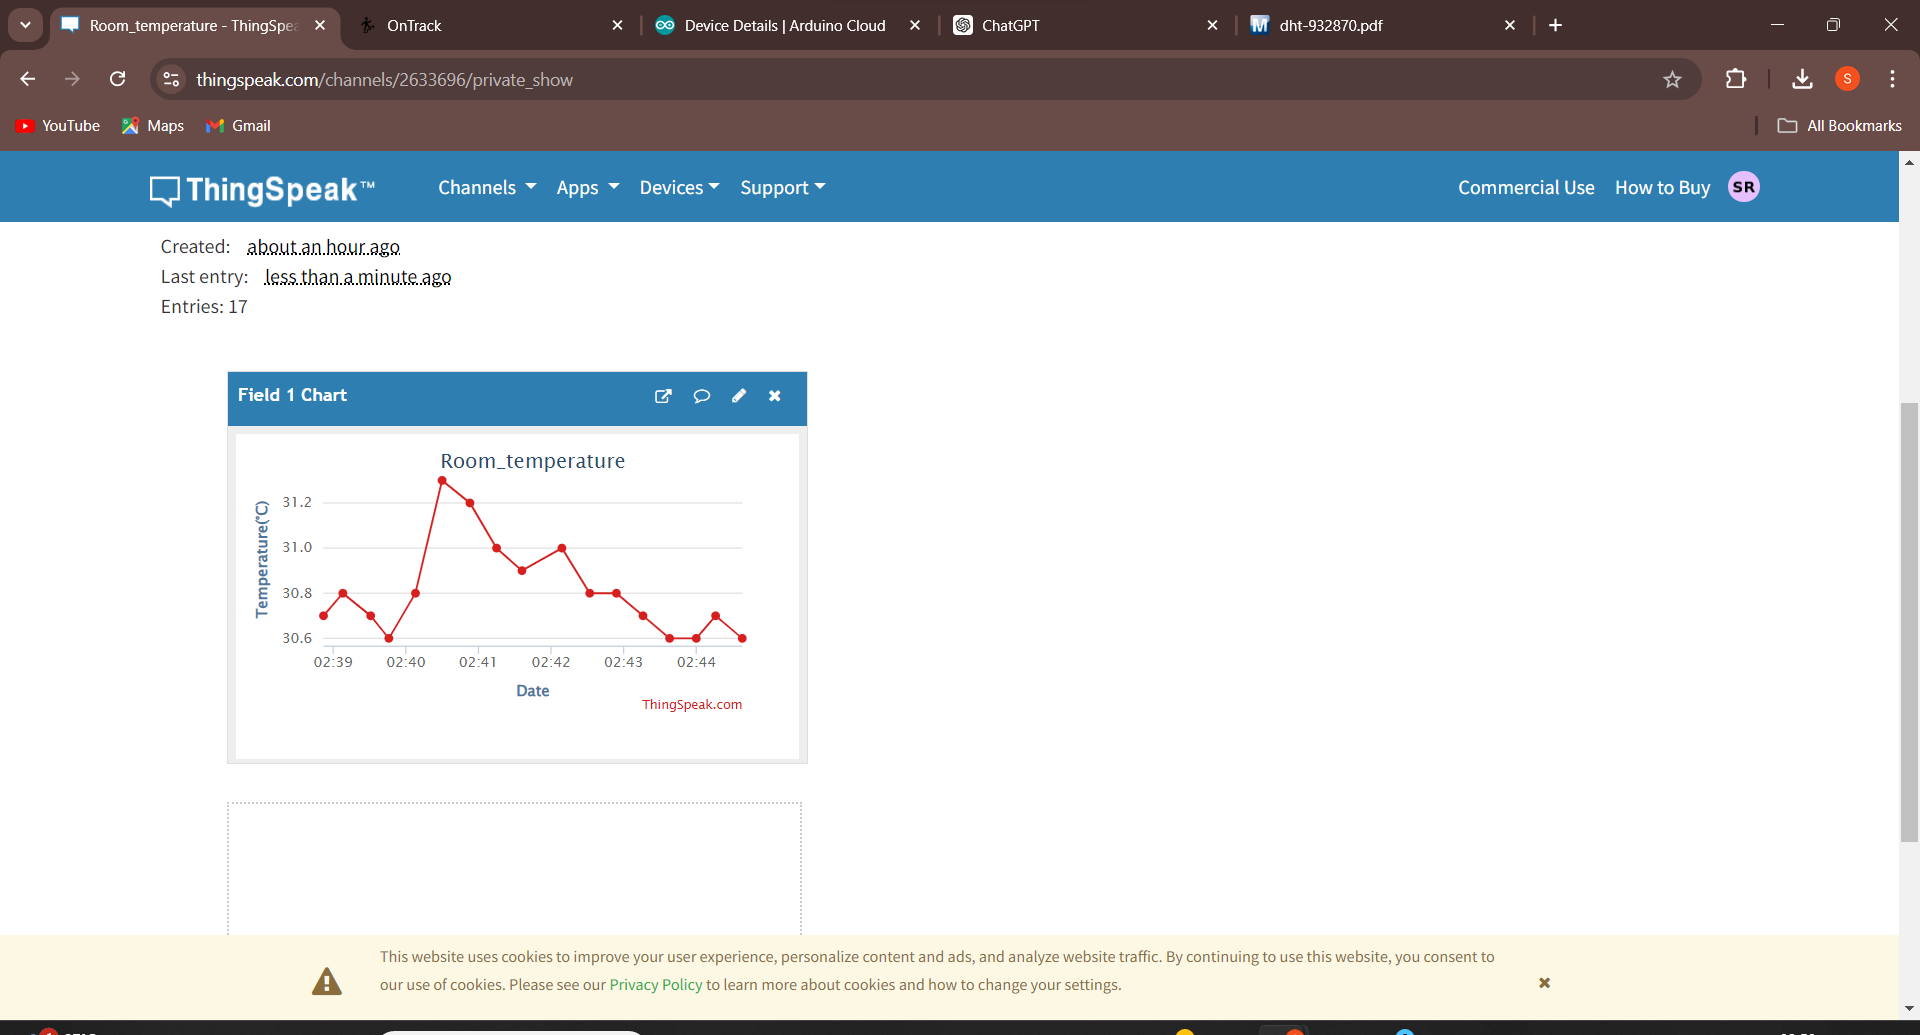 Room_temperature - ThingSpea
OnTrack
Device Details | Arduino Cloud
ChatGPT
dht-932870.pdf
thingspeak.com/channels/2633696/private_show
S
YouTube
Maps
Gmail
All Bookmarks
ThingSpeak™
Channels
Apps
Devices
Support
Commercial Use
How to Buy
SR
Created: about an hour ago
Last entry: less than a minute ago
Entries: 17
Field 1 Chart
Room_temperature
Temperature(°C)
31.2
31.0
30.8
30.6
02:39 02:40 02:41 02:42 02:43 02:44
Date
ThingSpeak.com
This website uses cookies to improve your user experience, personalize content and ads, and analyze website traffic. By continuing to use this website, you consent to
our use of cookies. Please see our Privacy Policy to learn more about cookies and how to change your settings.